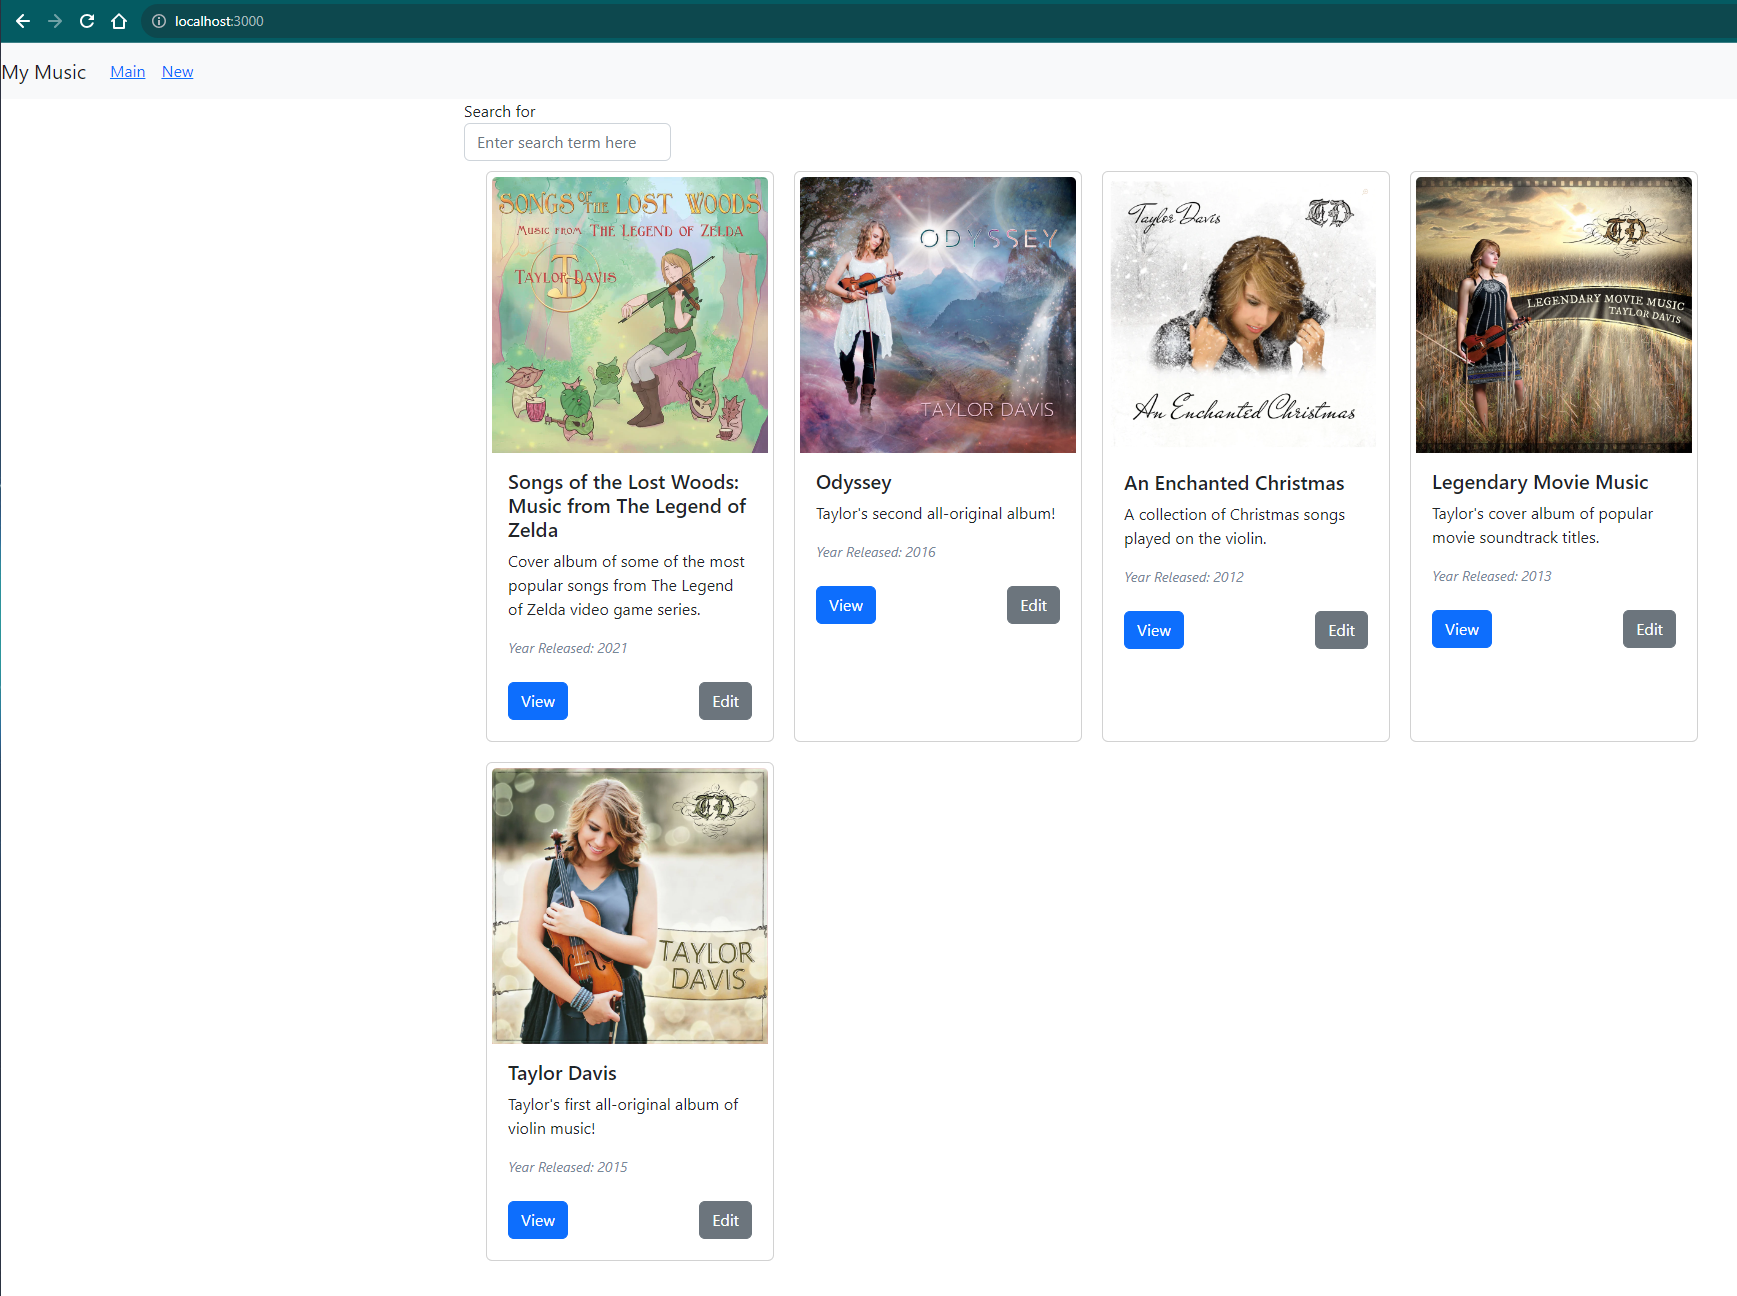 localhost:3000
My Music Main New
Search for
Enter search term here
SONGS OF THE LOST WOODS
MUSIC FROM THE LEGEND OF ZELDA
TAYLOR DAVIS
Songs of the Lost Woods:
Music from The Legend of
Zelda
Cover album of some of the most
popular songs from The Legend
of Zelda video game series.
Year Released: 2021
View Edit
ODYSSEY
TAYLOR DAVIS
Odyssey
Taylor's second all-original album!
Year Released: 2016
View Edit
Taylor Davis TD
An Enchanted Christmas
An Enchanted Christmas
A collection of Christmas songs
played on the violin.
Year Released: 2012
View Edit
TD
LEGENDARY MOVIE MUSIC
TAYLOR DAVIS
Legendary Movie Music
Taylor's cover album of popular
movie soundtrack titles.
Year Released: 2013
View Edit
TD
TAYLOR
DAVIS
Taylor Davis
Taylor's first all-original album of
violin music!
Year Released: 2015
View Edit